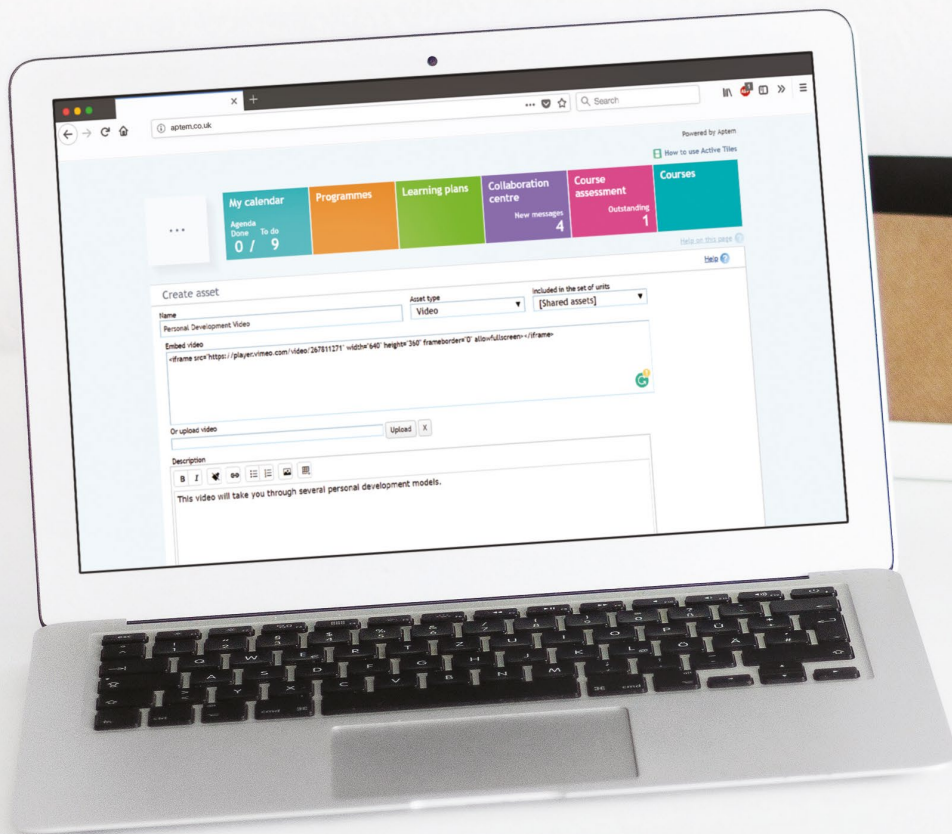 aptem.co.uk
Search
Powered by Aptem
How to use Active Tiles
My calendar
Agenda
Done To do
0 / 9
Programmes
Learning plans
Collaboration
centre
New messages
4
Course
assessment
Outstanding
1
Courses
Help on this page
Help
Create asset
Name
Personal Development Video
Asset type
Video
Included in the set of units
[Shared assets]
Embed video
<iframe src='https://player.vimeo.com/video/267811271' width='640' height='360' frameborder='0' allowfullscreen></iframe>
Or upload video
Upload X
Description
B I
This video will take you through several personal development models.
Q W E R T Z U I O P Ü
A S D F G H J K L Ö Ä
Y X C V B N M
fn ctrl cmd
cmd